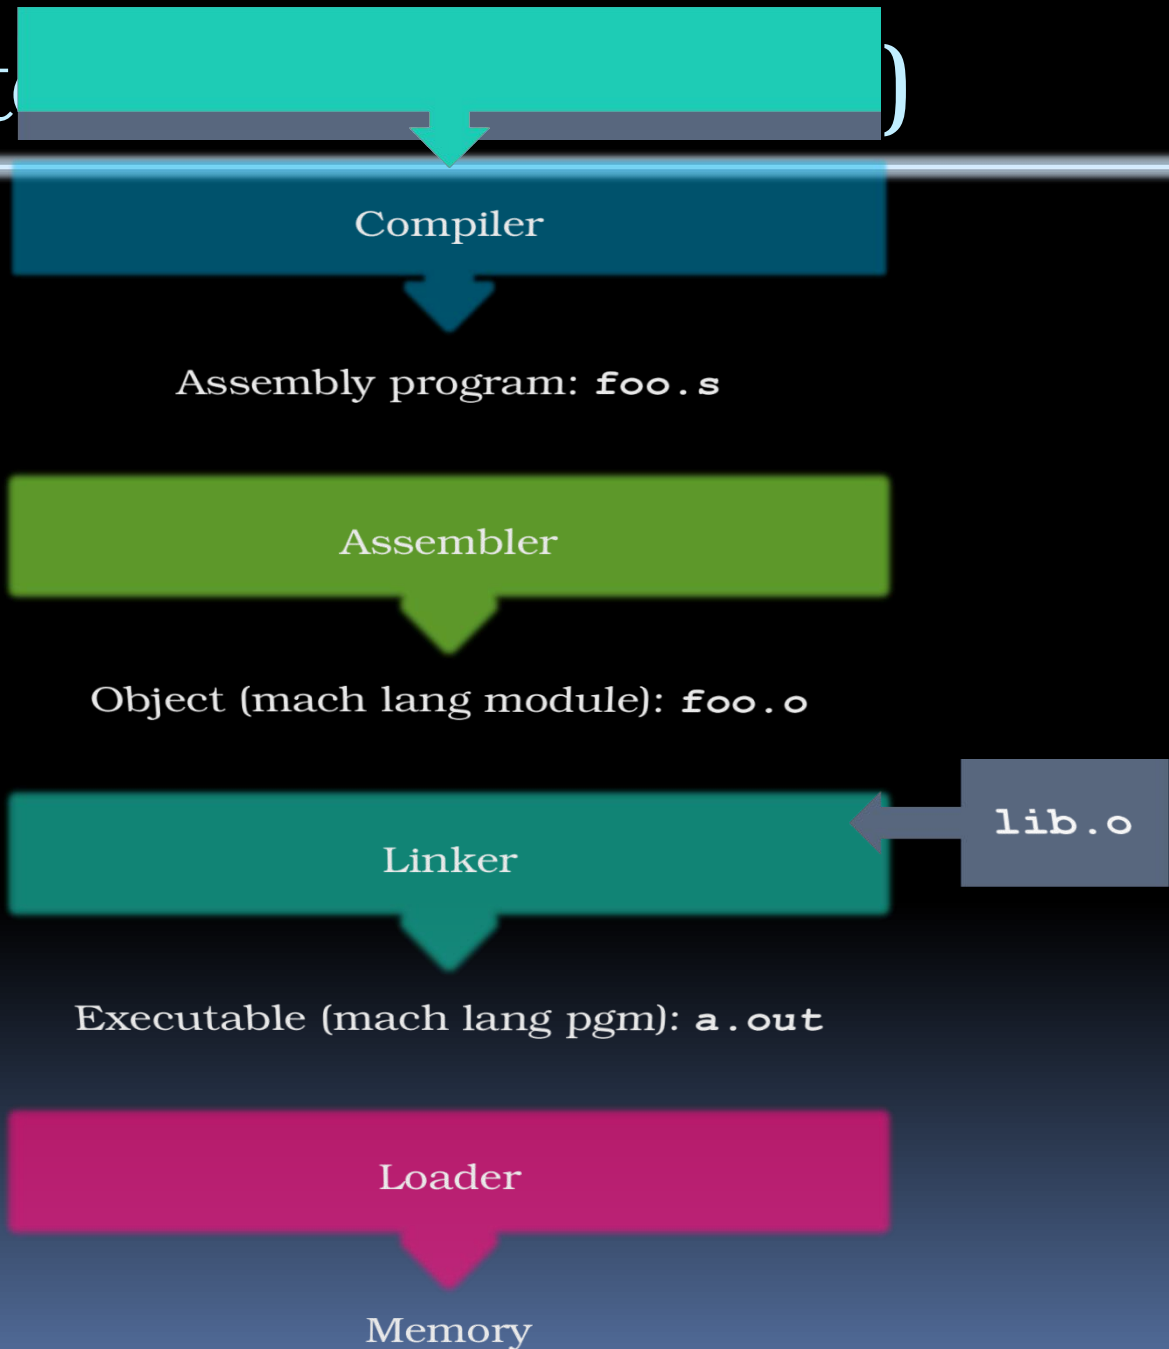 Compiler
Assembly program: foo.s
Assembler
Object (mach lang module): foo.o
lib.o
Linker
Executable (mach lang pgm): a.out
Loader
Memory